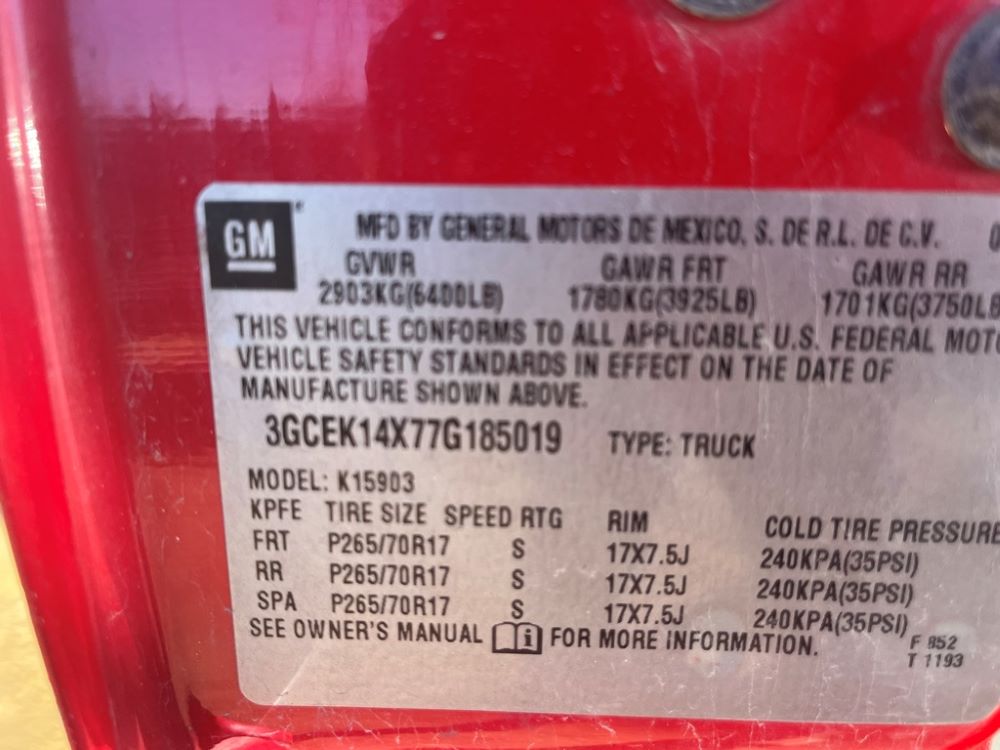 GM MFD BY GENERAL MOTORS DE MEXICO, S. DE R.L. DE C.V. 0
GVWR GAWR FRT GAWR RR
2903KG(6400LB) 1780KG(3925LB) 1701KG(3750LB
THIS VEHICLE CONFORMS TO ALL APPLICABLE U.S. FEDERAL MOTO
VEHICLE SAFETY STANDARDS IN EFFECT ON THE DATE OF
MANUFACTURE SHOWN ABOVE.
3GCEK14X77G185019 TYPE: TRUCK
MODEL: K15903
KPFE TIRE SIZE SPEED RTG RIM COLD TIRE PRESSURE
FRT P265/70R17 S 17X7.5J 240KPA(35PSI)
RR P265/70R17 S 17X7.5J 240KPA(35PSI)
SPA P265/70R17 S 17X7.5J 240KPA(35PSI)
SEE OWNER'S MANUAL i FOR MORE INFORMATION.
F 852
T 1193